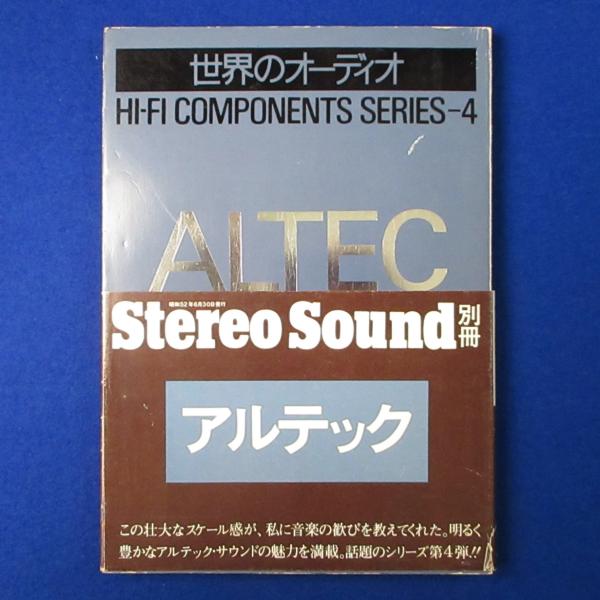 世界のオーディオ
HI-FI COMPONENTS SERIES-4
ALTEC
昭和52年6月30日発行
Stereo Sound 別冊
アルテック
この壮大なスケール感が、私に音楽の歓びを教えてくれた。明るく
豊かなアルテック・サウンドの魅力を満載。話題のシリーズ第4弾!!